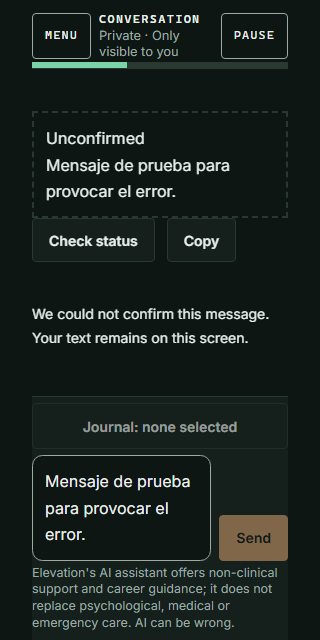 MENU
CONVERSATION
Private · Only
visible to you
PAUSE
Unconfirmed
Mensaje de prueba para
provocar el error.
Check status
Copy
We could not confirm this message.
Your text remains on this screen.
Journal: none selected
Mensaje de prueba
para provocar el
error.
Send
Elevation's AI assistant offers non-clinical
support and career guidance; it does not
replace psychological, medical or
emergency care. AI can be wrong.